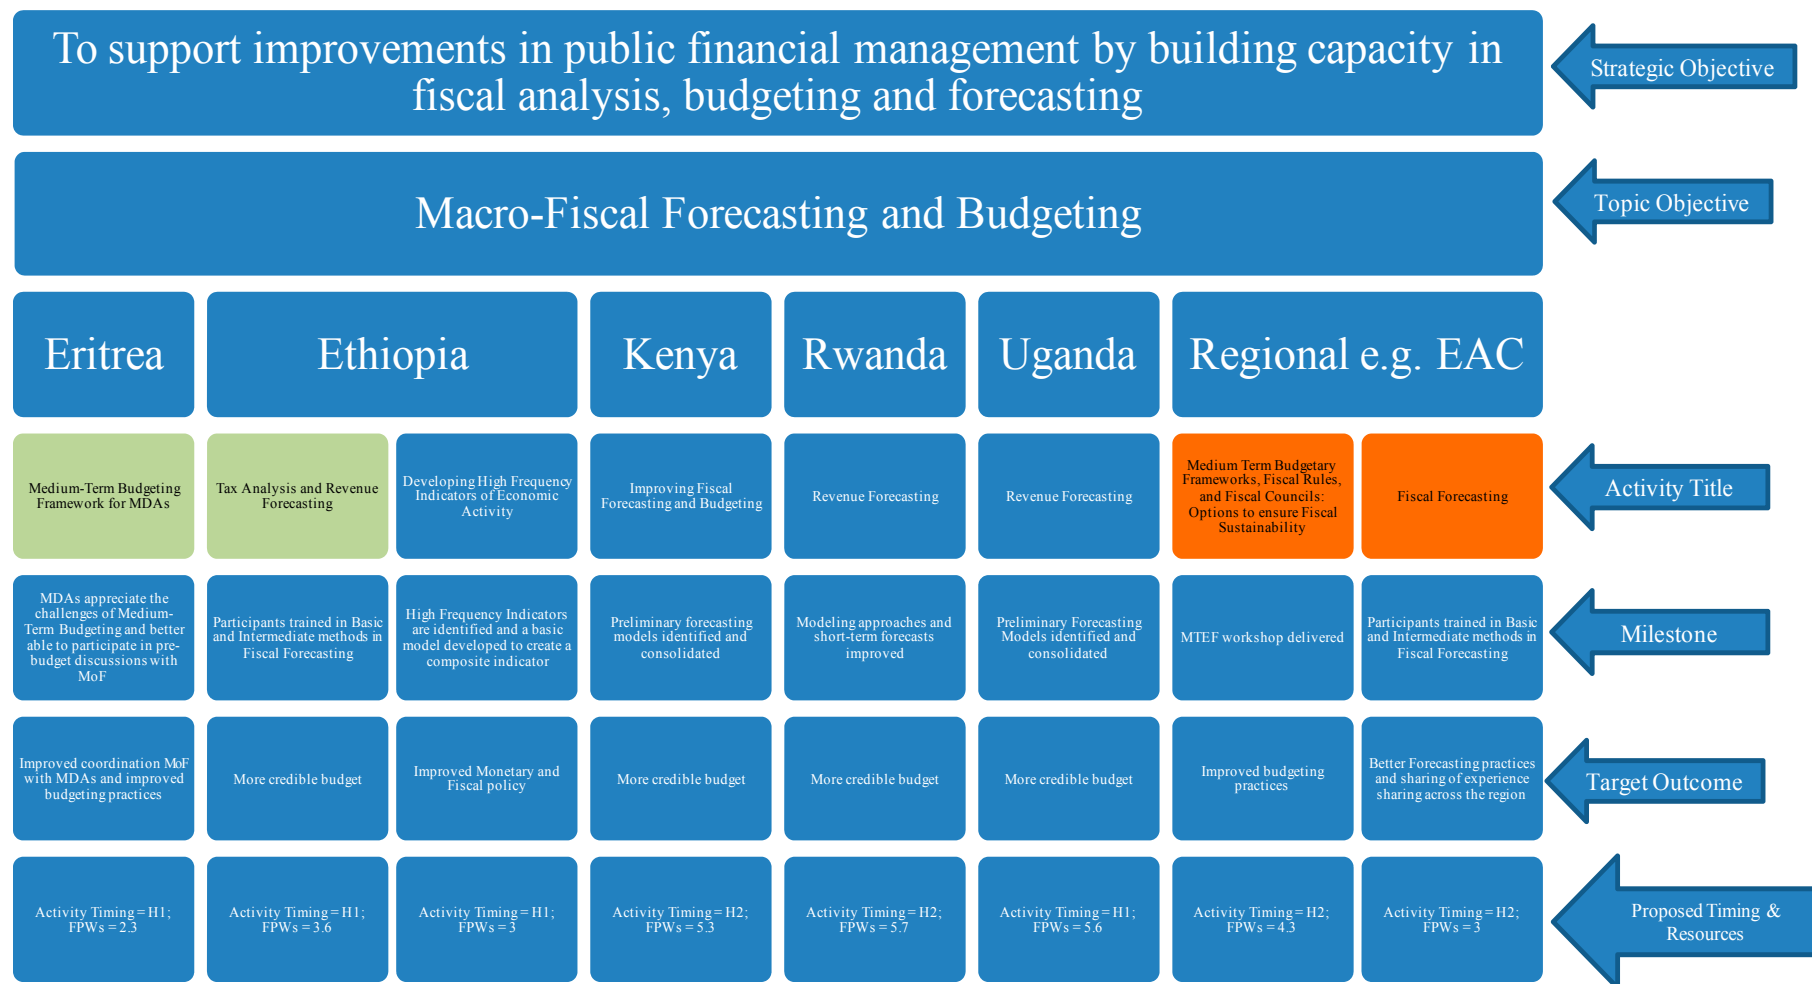 To support improvements in public financial management by building capacity in
fiscal analysis, budgeting and forecasting
Strategic Objective
Macro-Fiscal Forecasting and Budgeting
Topic Objective
Eritrea
Ethiopia
Kenya
Rwanda
Uganda
Regional e.g. EAC
Medium-Term Budgeting
Framework for MDAs
Tax Analysis and Revenue
Forecasting
Developing High Frequency
Indicators of Economic
Activity
Improving Fiscal
Forecasting and Budgeting
Revenue Forecasting
Revenue Forecasting
Medium Term Budgetary
Frameworks, Fiscal Rules,
and Fiscal Councils:
Options to ensure Fiscal
Sustainability
Fiscal Forecasting
Activity Title
MDAs appreciate the
challenges of Medium-
Term Budgeting and better
able to participate in pre-
budget discussions with
MoF
Participants trained in Basic
and Intermediate methods in
Fiscal Forecasting
High Frequency Indicators
are identified and a basic
model developed to create a
composite indicator
Preliminary forecasting
models identified and
consolidated
Modeling approaches and
short-term forecasts
improved
Preliminary Forecasting
Models identified and
consolidated
MTEF workshop delivered
Participants trained in Basic
and Intermediate methods in
Fiscal Forecasting
Milestone
Improved coordination MoF
with MDAs and improved
budgeting practices
More credible budget
Improved Monetary and
Fiscal policy
More credible budget
More credible budget
More credible budget
Improved budgeting
practices
Better Forecasting practices
and sharing of experience
sharing across the region
Target Outcome
Activity Timing = H1;
FPWs = 2.3
Activity Timing = H1;
FPWs = 3.6
Activity Timing = H1;
FPWs = 3
Activity Timing = H2;
FPWs = 5.3
Activity Timing = H2;
FPWs = 5.7
Activity Timing = H1;
FPWs = 5.6
Activity Timing = H2;
FPWs = 4.3
Activity Timing = H2;
FPWs = 3
Proposed Timing &
Resources